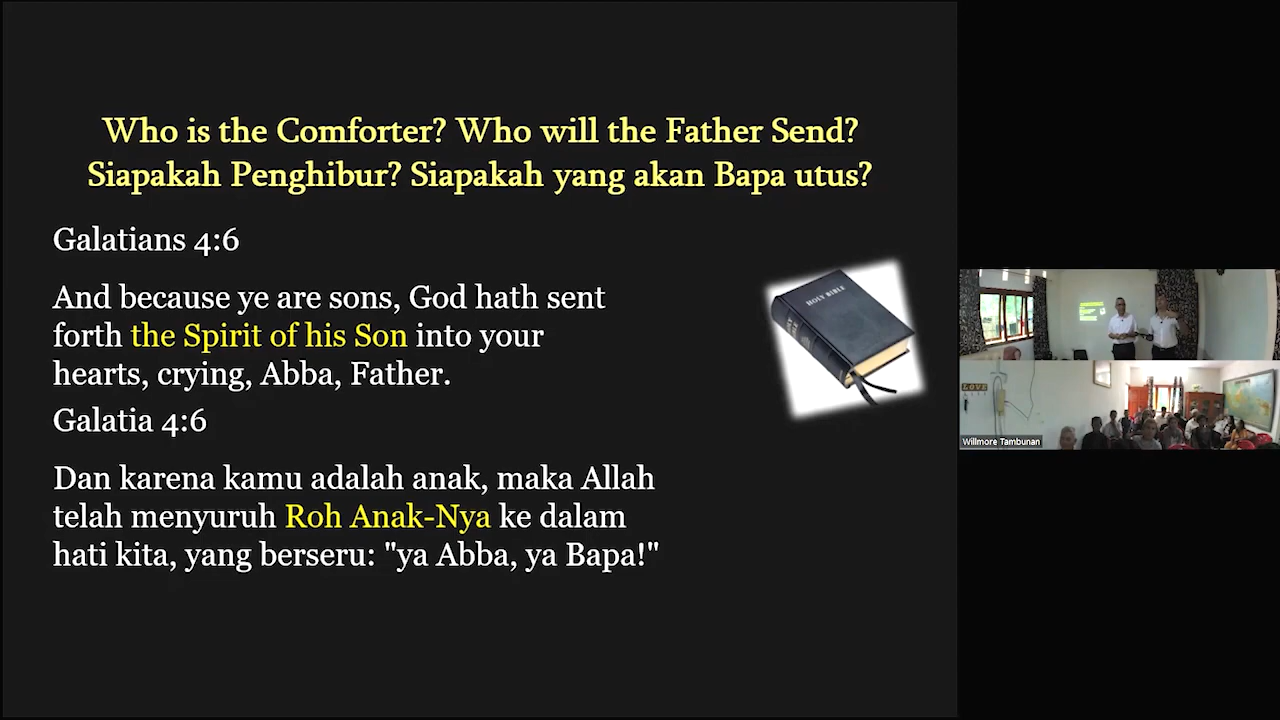 Who is the Comforter? Who will the Father Send?
Siapakah Penghibur? Siapakah yang akan Bapa utus?
Galatians 4:6
And because ye are sons, God hath sent
forth the Spirit of his Son into your
hearts, crying, Abba, Father.
Galatia 4:6
Dan karena kamu adalah anak, maka Allah
telah menyuruh Roh Anak-Nya ke dalam
hati kita, yang berseru: "ya Abba, ya Bapa!"
HOLY BIBLE
LOVE
Willmore Tambunan